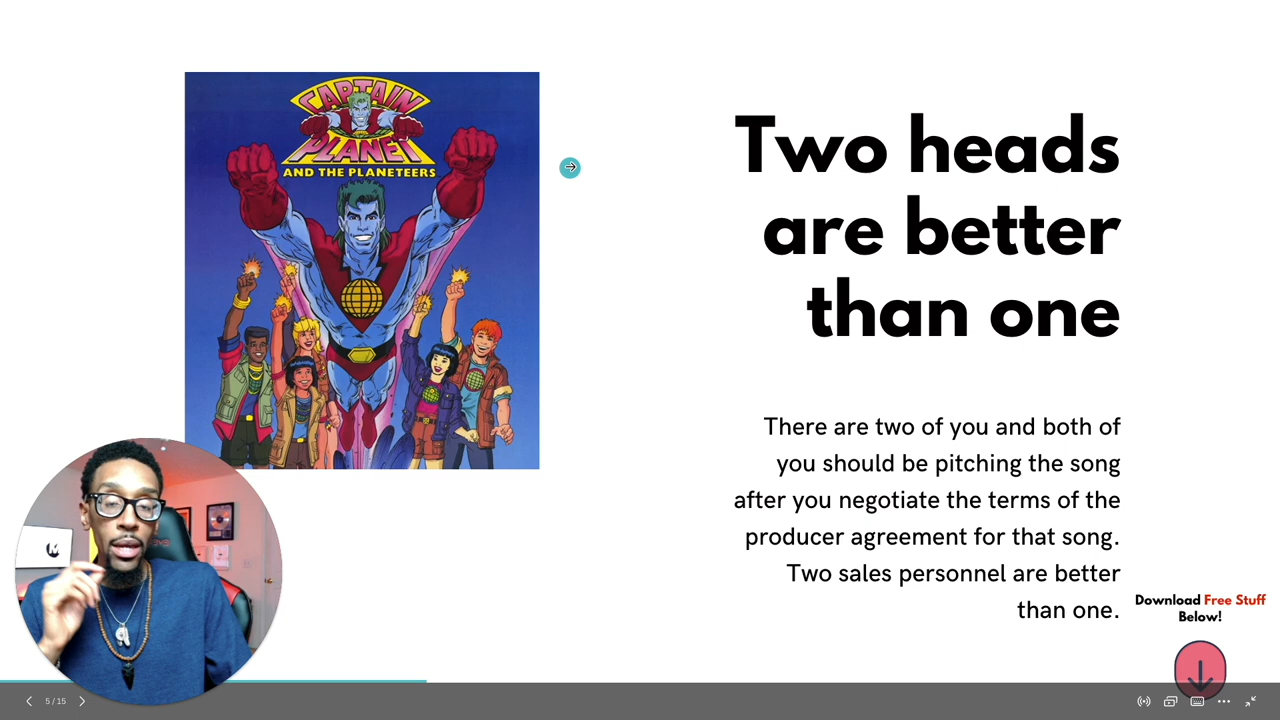 CAPTAIN
PLANET
AND THE PLANETEERS
Two heads
are better
than one
There are two of you and both of
you should be pitching the song
after you negotiate the terms of the
producer agreement for that song.
Two sales personnel are better
than one.
Download Free Stuff
Below!
5 / 15